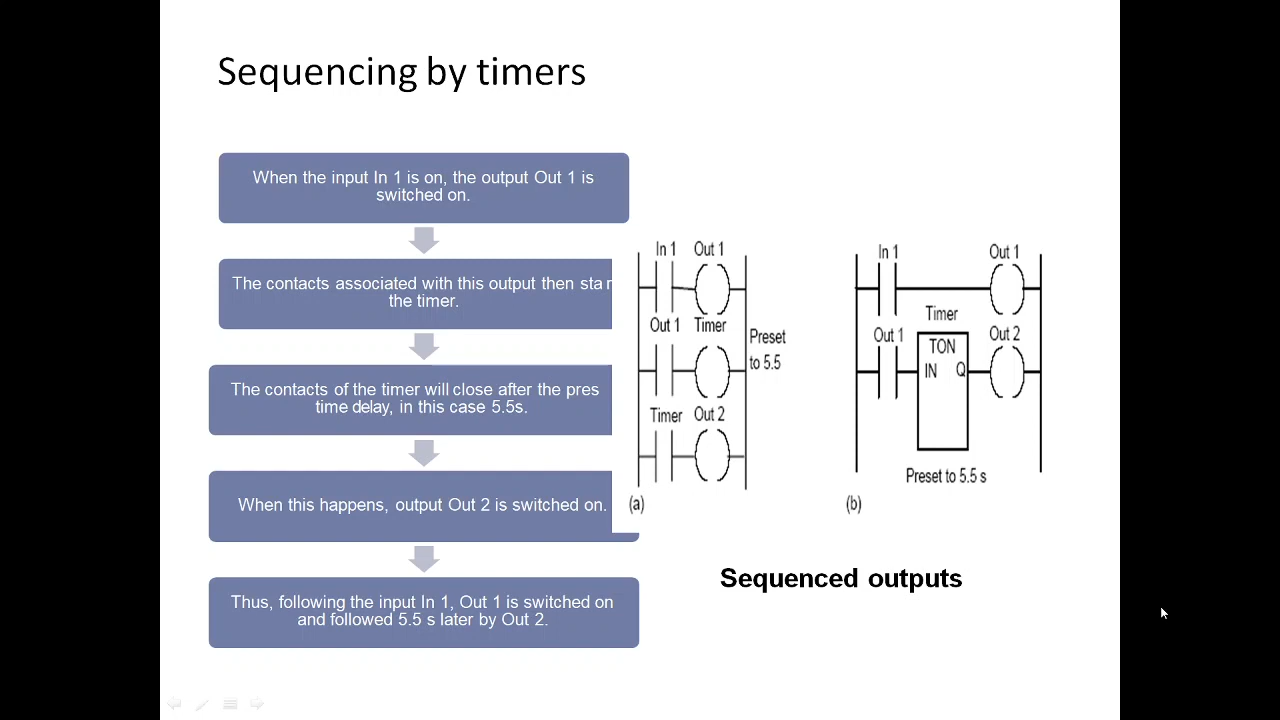 Sequencing by timers
When the input In 1 is on, the output Out 1 is
switched on.
The contacts associated with this output then star
the timer.
The contacts of the timer will close after the pres
time delay, in this case 5.5s.
When this happens, output Out 2 is switched on.
Thus, following the input In 1, Out 1 is switched on
and followed 5.5 s later by Out 2.
In 1 Out 1
Out 1 Timer
Preset
to 5.5
Timer Out 2
(a)
In 1 Out 1
Timer
Out 1 TON Out 2
IN Q
Preset to 5.5 s
(b)
Sequenced outputs